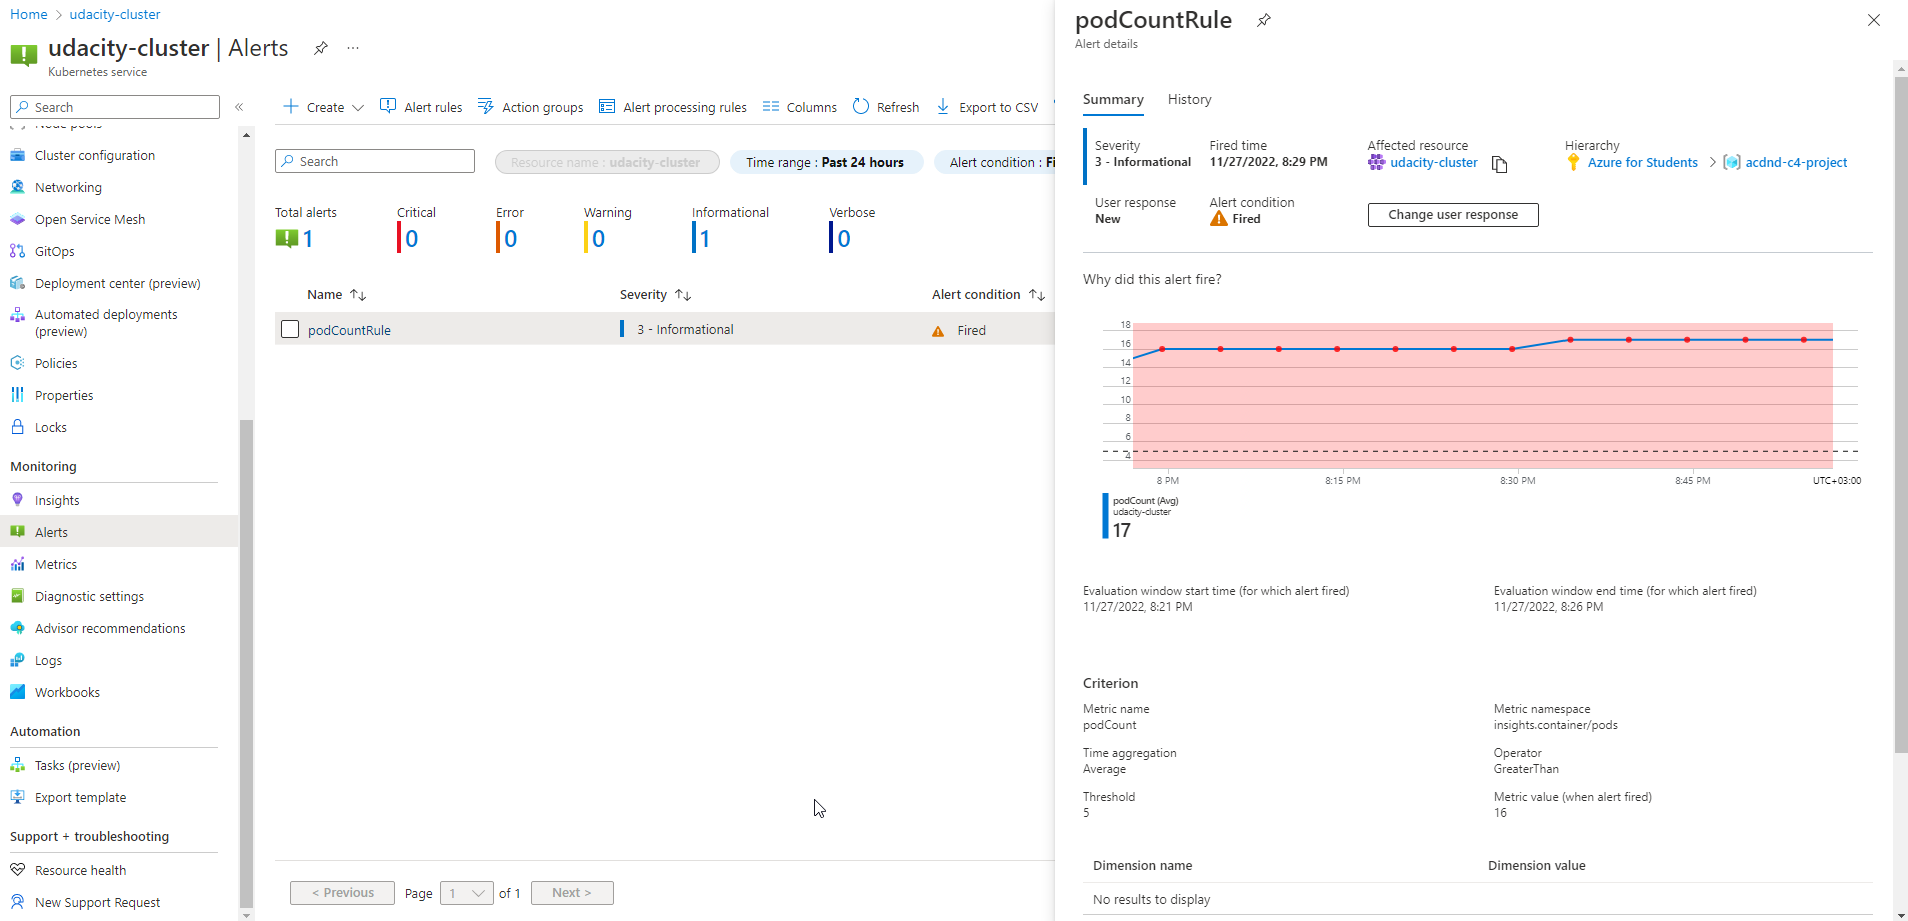 Home > udacity-cluster
udacity-cluster | Alerts
Kubernetes service
Search
Node pools
Cluster configuration
Networking
Open Service Mesh
GitOps
Deployment center (preview)
Automated deployments
(preview)
Policies
Properties
Locks
Monitoring
Insights
Alerts
Metrics
Diagnostic settings
Advisor recommendations
Logs
Workbooks
Automation
Tasks (preview)
Export template
Support + troubleshooting
Resource health
New Support Request
Create Alert rules Action groups Alert processing rules Columns Refresh Export to CSV
Search Resource name : udacity-cluster Time range : Past 24 hours Alert condition : Fi
Total alerts Critical Error Warning Informational Verbose
1 0 0 0 1 0
Name Severity Alert condition
podCountRule 3 - Informational Fired
< Previous Page 1 of 1 Next >
podCountRule
Alert details
Summary History
Severity Fired time Affected resource Hierarchy
3 - Informational 11/27/2022, 8:29 PM udacity-cluster Azure for Students > acdnd-c4-project
User response Alert condition
New Fired Change user response
Why did this alert fire?
18
16
14
12
10
8
6
4
8 PM 8:15 PM 8:30 PM 8:45 PM UTC+03:00
podCount (Avg)
udacity-cluster
17
Evaluation window start time (for which alert fired) Evaluation window end time (for which alert fired)
11/27/2022, 8:21 PM 11/27/2022, 8:26 PM
Criterion
Metric name Metric namespace
podCount insights.container/pods
Time aggregation Operator
Average GreaterThan
Threshold Metric value (when alert fired)
5 16
Dimension name Dimension value
No results to display